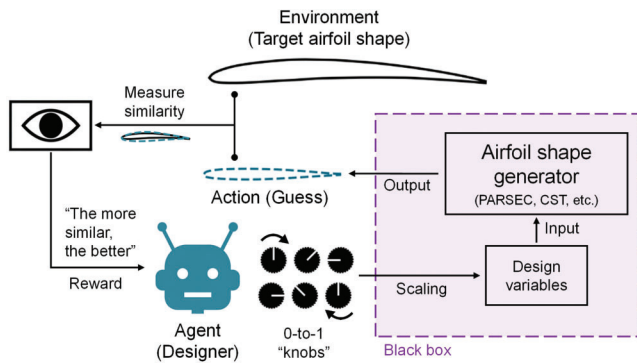 Environment
(Target airfoil shape)
Measure
similarity
Action (Guess)
Output
Airfoil shape
generator
(PARSEC, CST, etc.)
Input
Design
variables
Black box
Scaling
0-to-1
“knobs”
Agent
(Designer)
“The more
similar,
the better”
Reward